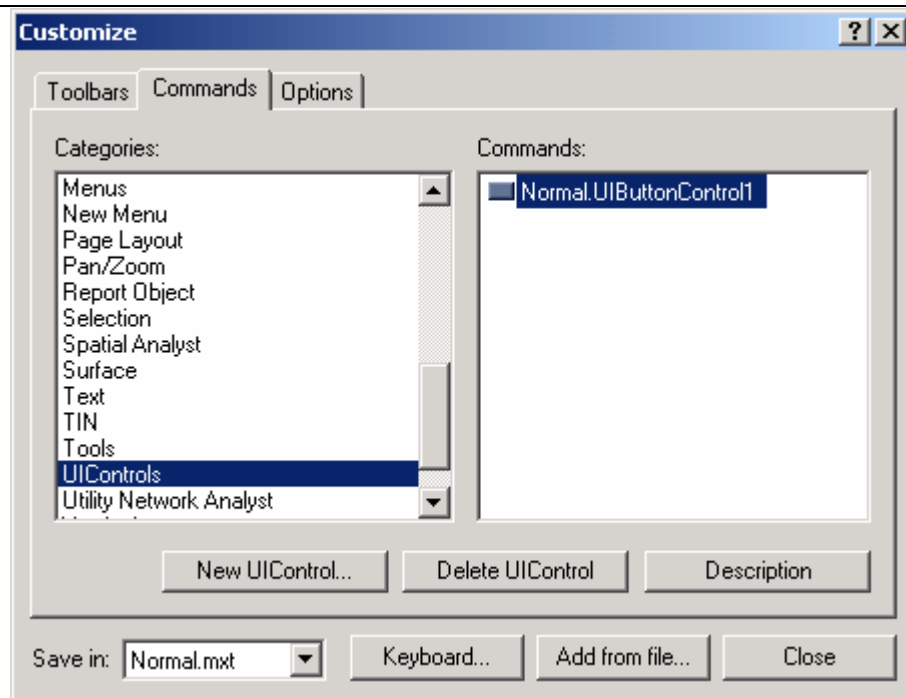 Customize
Toolbars
Commands
Options
Categories:
Menus
New Menu
Page Layout
Pan/Zoom
Report Object
Selection
Spatial Analyst
Surface
Text
TIN
Tools
UIControls
Utility Network Analyst
Commands:
Normal.UIButtonControl1
New UIControl...
Delete UIControl
Description
Save in:
Normal.mxt
Keyboard...
Add from file...
Close